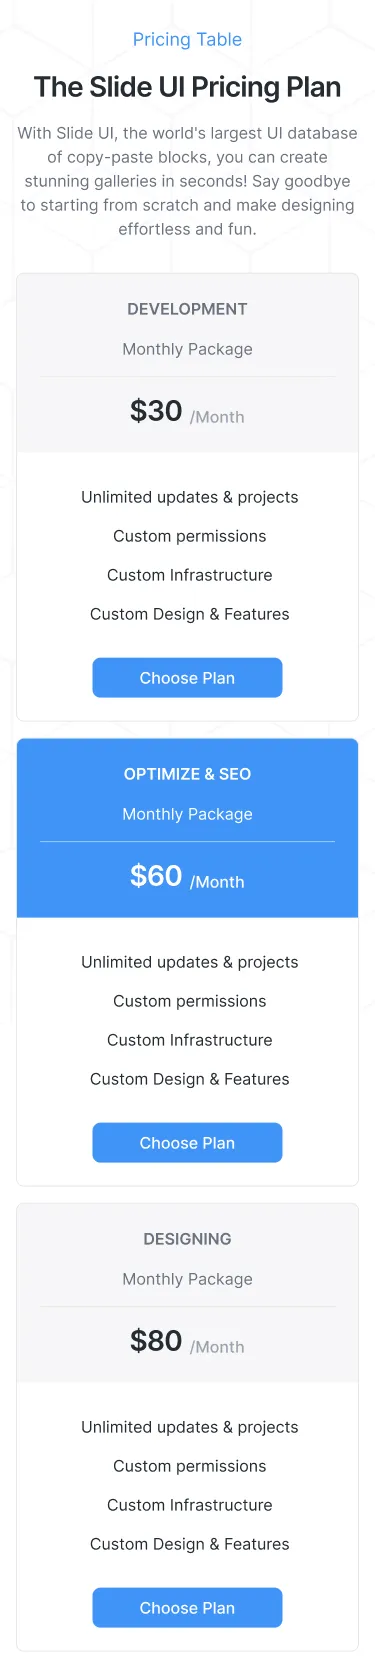 Pricing Table
The Slide UI Pricing Plan
With Slide UI, the world's largest UI database
of copy-paste blocks, you can create
stunning galleries in seconds! Say goodbye
to starting from scratch and make designing
effortless and fun.
DEVELOPMENT
Monthly Package
$30 /Month
Unlimited updates & projects
Custom permissions
Custom Infrastructure
Custom Design & Features
Choose Plan
OPTIMIZE & SEO
Monthly Package
$60 /Month
Unlimited updates & projects
Custom permissions
Custom Infrastructure
Custom Design & Features
Choose Plan
DESIGNING
Monthly Package
$80 /Month
Unlimited updates & projects
Custom permissions
Custom Infrastructure
Custom Design & Features
Choose Plan